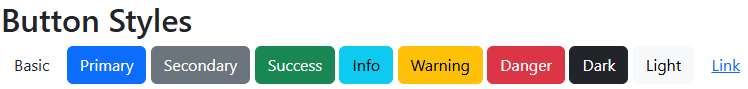 Button Styles
Basic Primary Secondary Success Info Warning Danger Dark Light Link